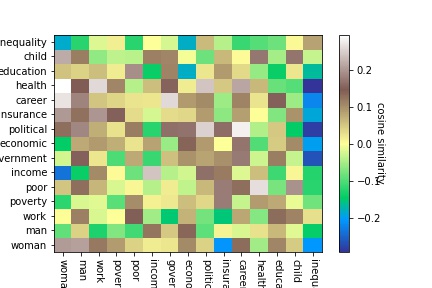 nequality
child
education
health
career
nsurance
political
economic
vernment
income
poor
poverty
work
man
woman
woma
man
work
pover
poor
incom
gover
econo
politic
insura
caree
health
educa
child
inequ
0.2
0.1
0.0
−0.1
−0.2
cosine similarity